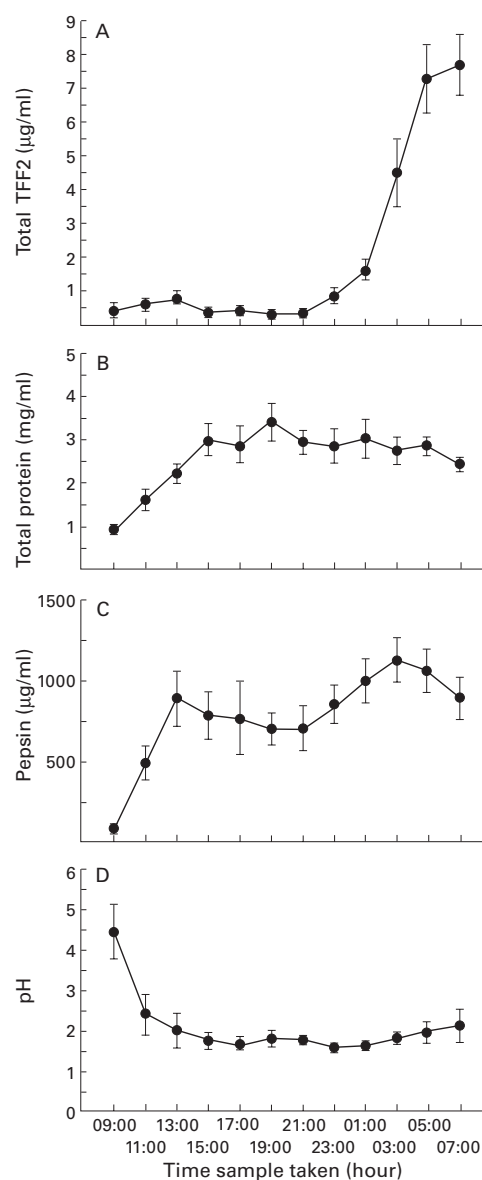 A
Total TFF2 (µg/ml)
9
8
7
6
5
4
3
2
1
B
Total protein (mg/ml)
5
4
3
2
1
C
Pepsin (µg/ml)
1500
1000
500
D
pH
6
5
4
3
2
1
0
09:00 13:00 17:00 21:00 01:00 05:00
11:00 15:00 19:00 23:00 03:00 07:00
Time sample taken (hour)